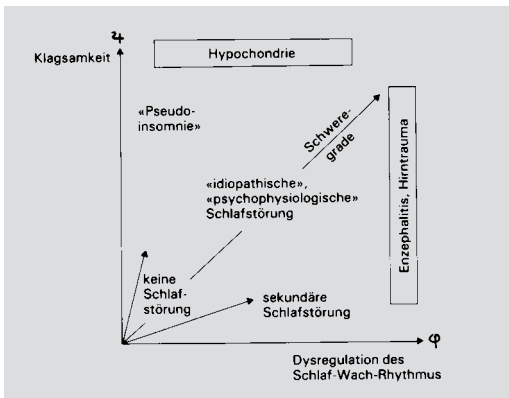 ψ
Klagsamkeit
Hypochondrie
«Pseudo-
insomnie»
Schwere-
grade
«idiopathische»,
«psychophysiologische»
Schlafstörung
Enzephalitis, Hirntrauma
keine
Schlaf-
störung
sekundäre
Schlafstörung
φ
Dysregulation des
Schlaf-Wach-Rhythmus